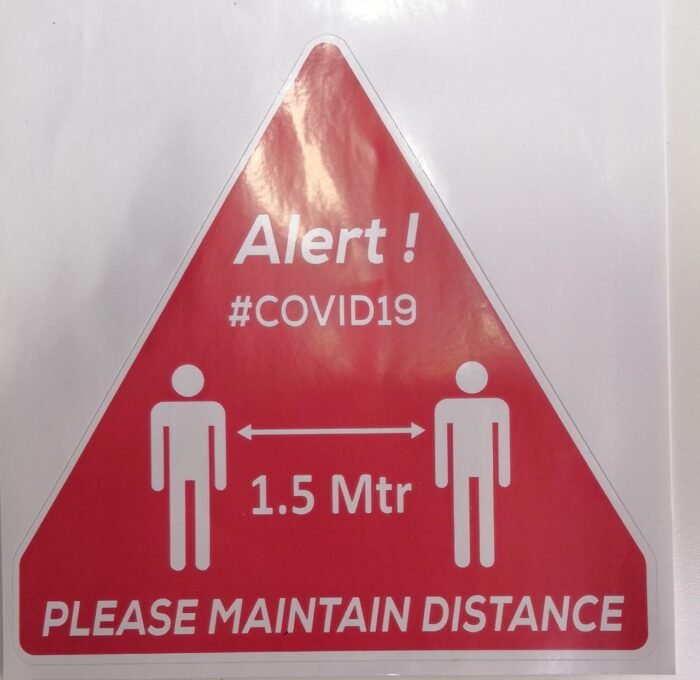 Alert !
#COVID19
1.5 Mtr
PLEASE MAINTAIN DISTANCE